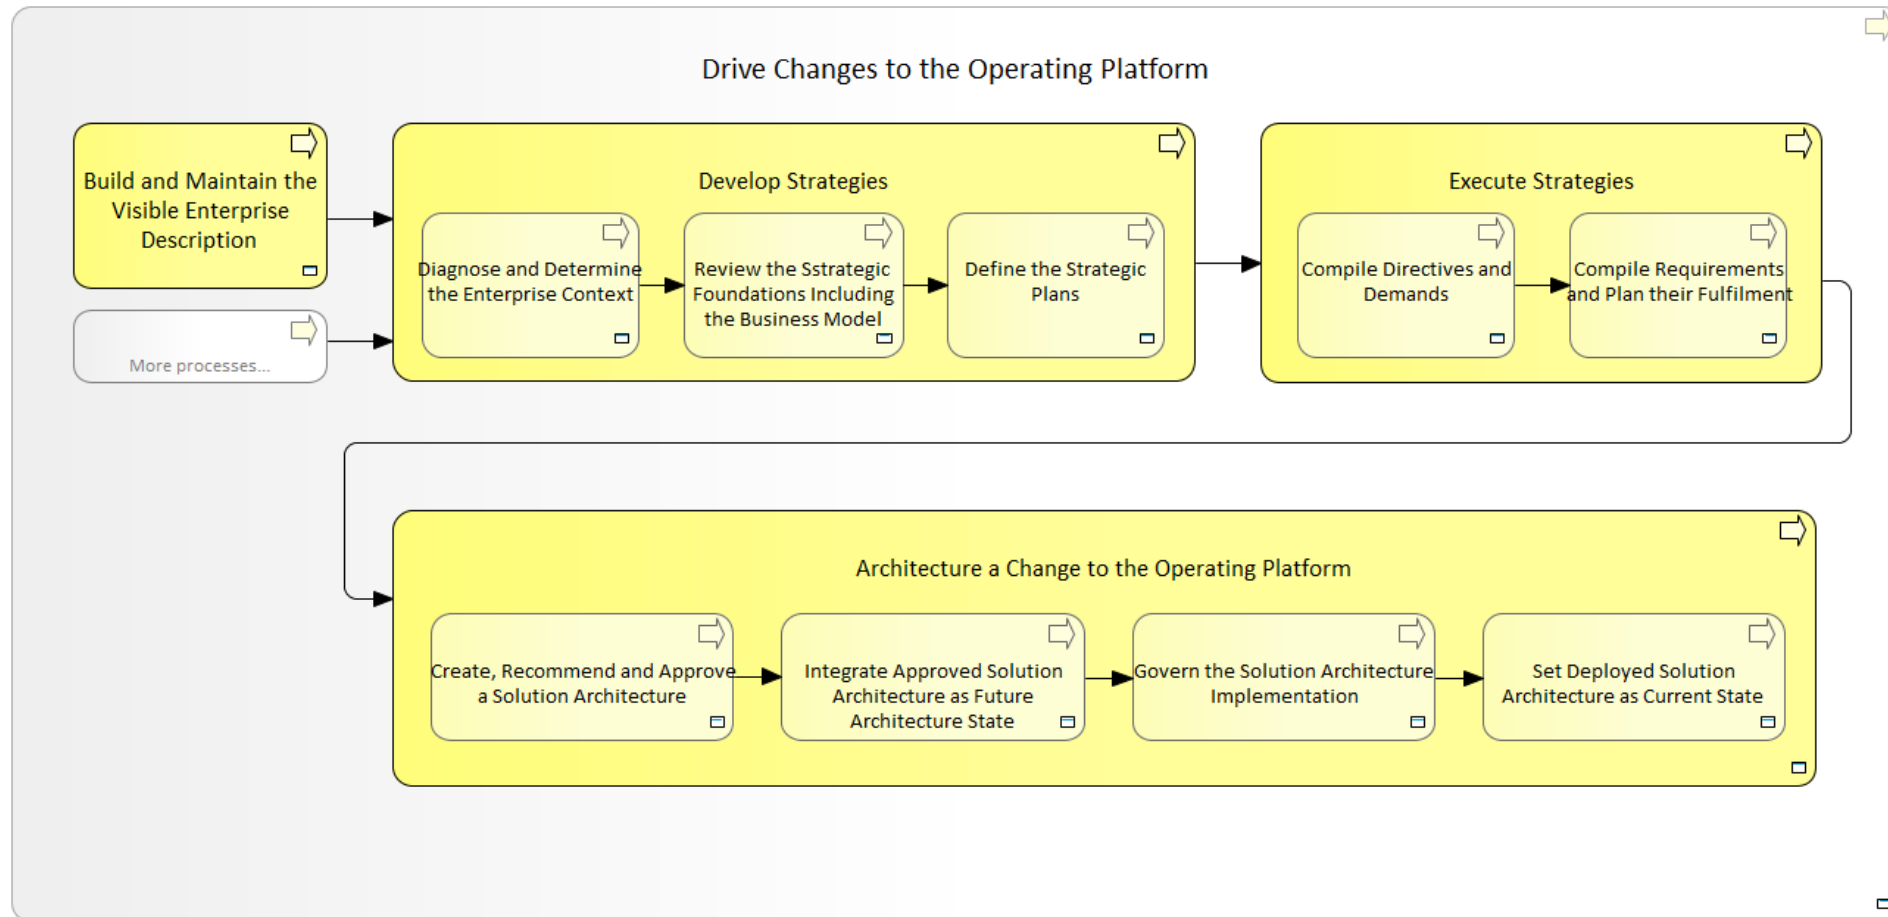 Drive Changes to the Operating Platform
Build and Maintain the
Visible Enterprise
Description
More processes...
Develop Strategies
Diagnose and Determine
the Enterprise Context
Review the Sstrategic
Foundations Including
the Business Model
Define the Strategic
Plans
Execute Strategies
Compile Directives and
Demands
Compile Requirements
and Plan their Fulfilment
Architecture a Change to the Operating Platform
Create, Recommend and Approve
a Solution Architecture
Integrate Approved Solution
Architecture as Future
Architecture State
Govern the Solution Architecture
Implementation
Set Deployed Solution
Architecture as Current State